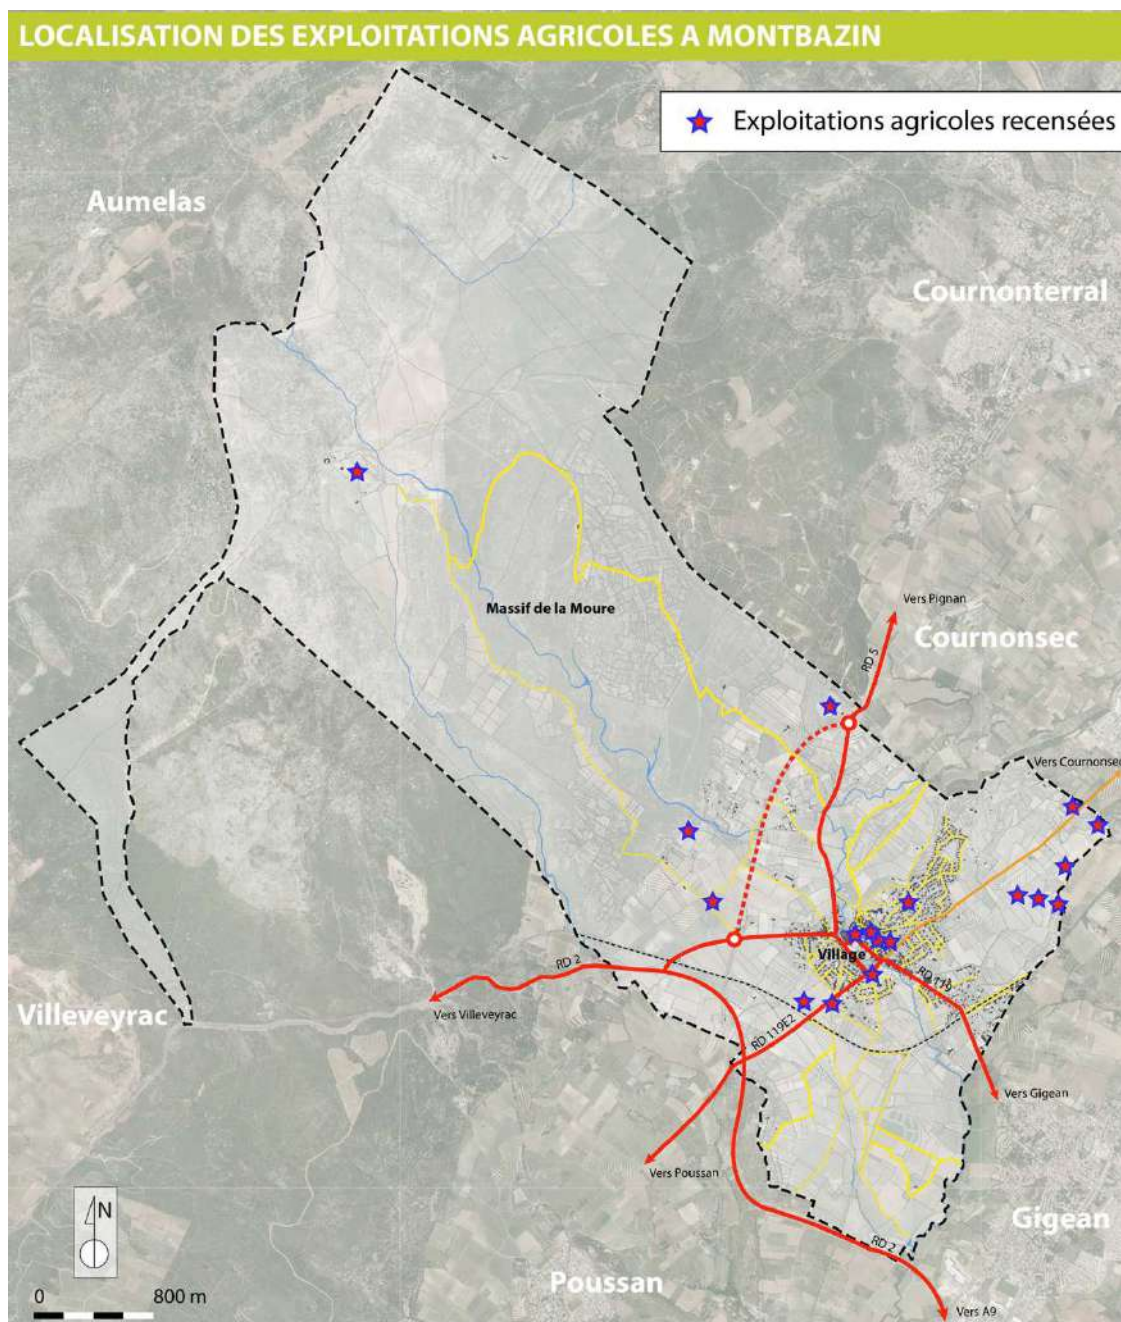 LOCALISATION DES EXPLOITATIONS AGRICOLES A MONTBAZIN
Exploitations agricoles recensées
Aumelas
Cournonterral
Massif de la Moure
Vers Pignan
Cournonsec
RD 5
Vers Cournonsec
Village
RD 119
RD 2
Villeveyrac
Vers Villeveyrac
RD 119E2
Vers Gigean
Vers Poussan
N
Gigean
RD 2
Poussan
0 800 m
Vers A9